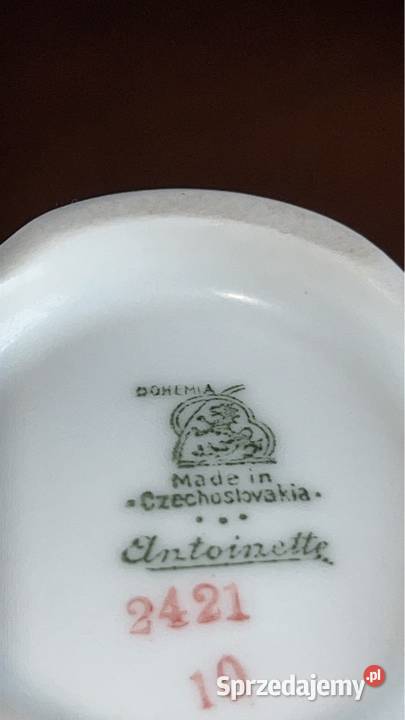 BOHEMIA
Made in
•Czechoslovakia•
• • •
Antoinette
2421
10
Sprzedajemy.pl